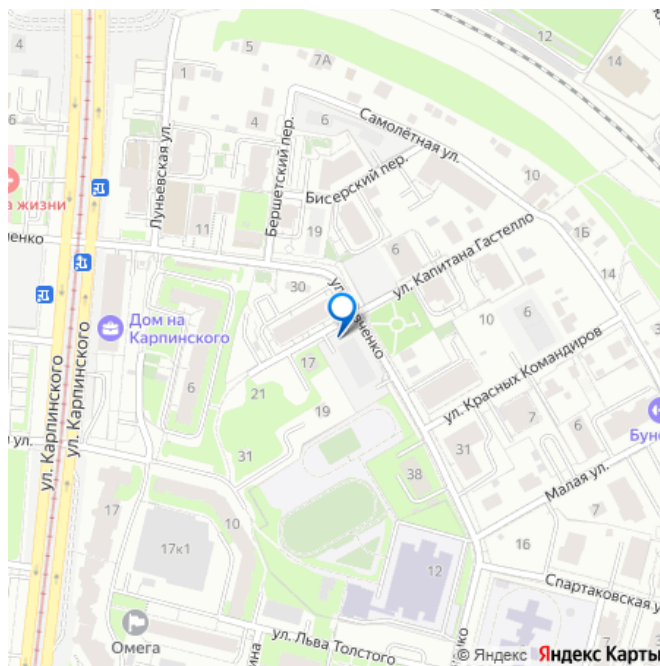 4
5
7А
12
14
1
6
Самолётная ул.
6
4
Луньевская ул.
Бершетский пер.
Бисерский пер.
10
а жизни
11
19
1Б
енко
6
ул. Капитана Гастелло
14
30
10
6
Дом на
Карпинского
17
ул. Карпинского
ул. Карпинского
6
21
19
ул. Красных Командиров
7
6
31
31
38
Малая ул.
17
10
7
17к1
16
12
Спартаковская у
Омега
7
ул. Льва Толстого
© Яндекс Яндекс Карты